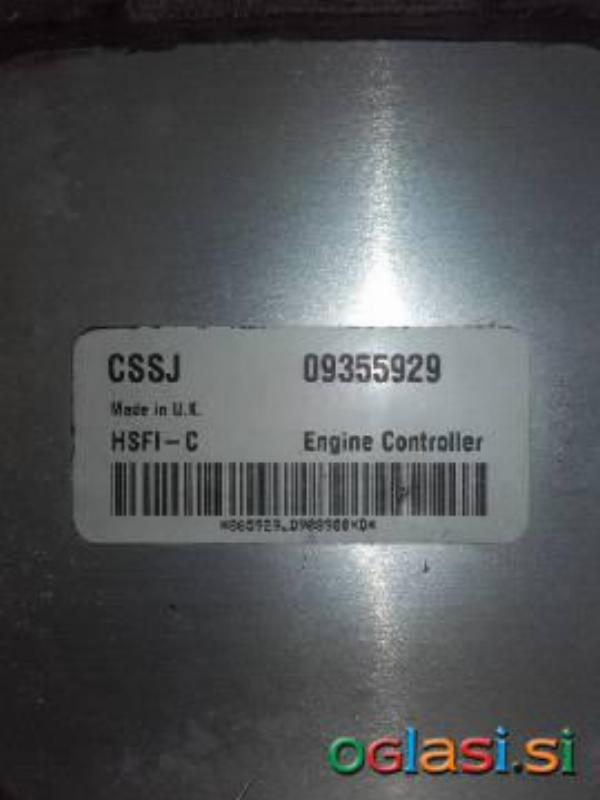 CSSJ 09355929
Made in U.K.
HSFI-C Engine Controller
oglasi.si